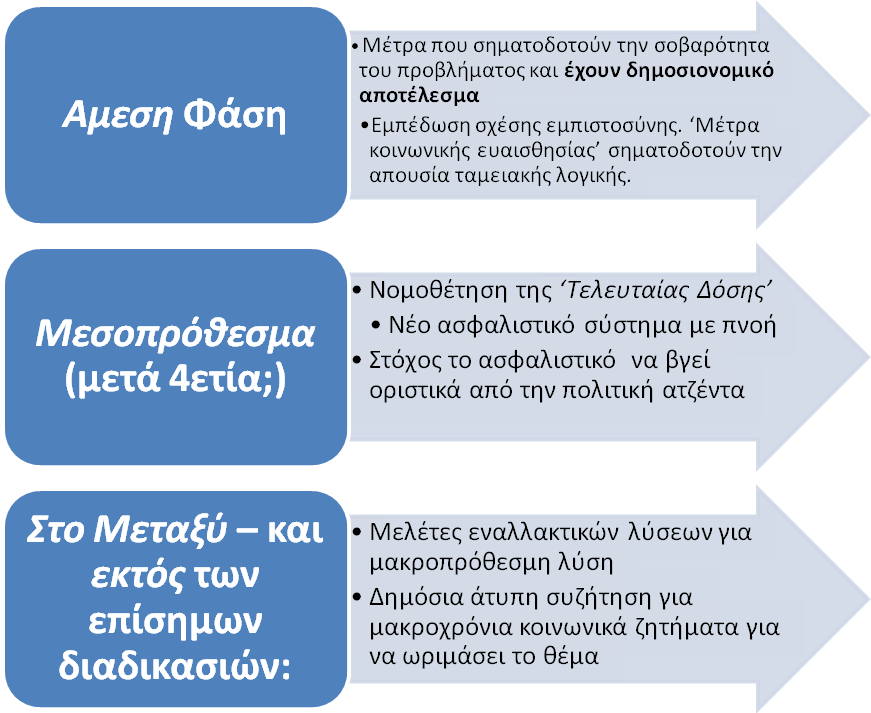 Αμεση Φάση
• Μέτρα που σηματοδοτούν την σοβαρότητα
του προβλήματος και έχουν δημοσιονομικό
αποτέλεσμα
• Εμπέδωση σχέσης εμπιστοσύνης. ‘Μέτρα
κοινωνικής ευαισθησίας’ σηματοδοτούν την
απουσία ταμειακής λογικής.
Μεσοπρόθεσμα
(μετά 4ετία;)
• Νομοθέτηση της ‘Τελευταίας Δόσης’
• Νέο ασφαλιστικό σύστημα με πνοή
• Στόχος το ασφαλιστικό να βγεί
οριστικά από την πολιτική ατζέντα
Στο Μεταξύ – και
εκτός των
επίσημων
διαδικασιών:
• Μελέτες εναλλακτικών λύσεων για
μακροπρόθεσμη λύση
• Δημόσια άτυπη συζήτηση για
μακροχρόνια κοινωνικά ζητήματα για
να ωριμάσει το θέμα